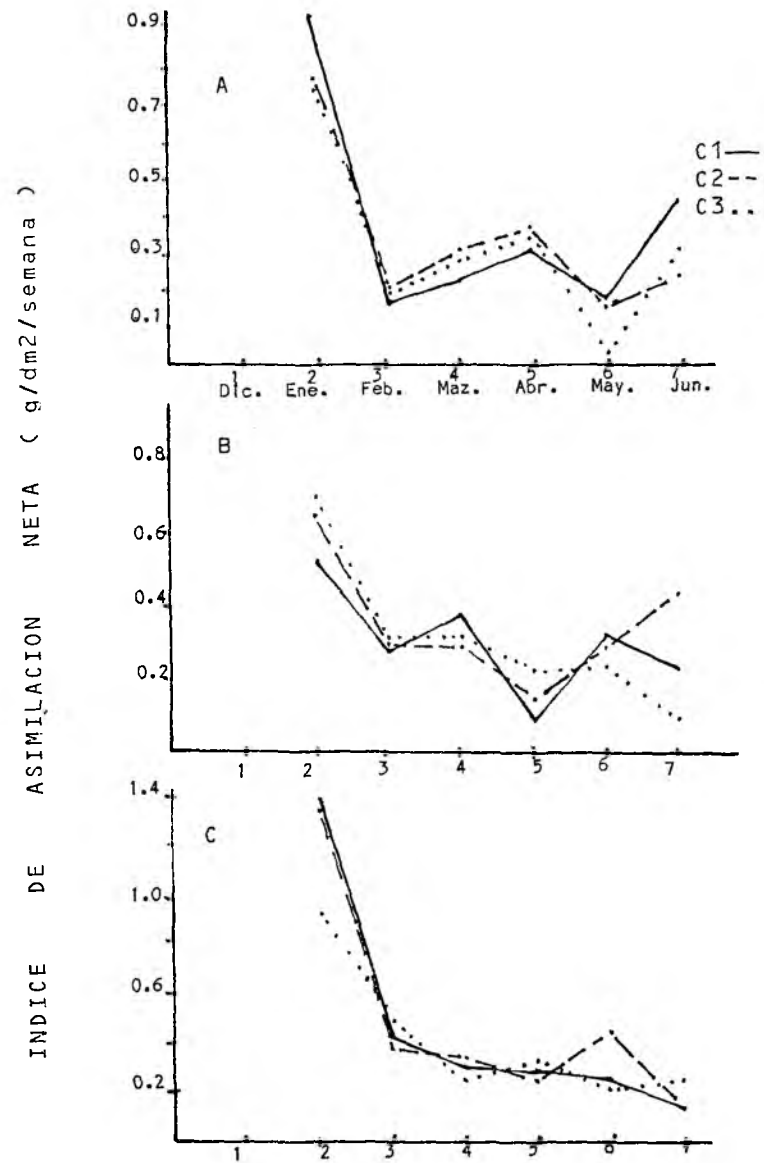 INDICE DE ASIMILACION NETA ( g/dm2/semana )
0.9
A
0.7
C1
C2
0.5
C3
0.3
0.1
1 2 3 4 5 6 7
Dic. Ene. Feb. Maz. Abr. May. Jun.
B
0.8
0.6
0.4
0.2
1 2 3 4 5 6 7
1.4
C
1.0
0.6
0.2
1 2 3 4 5 6 7